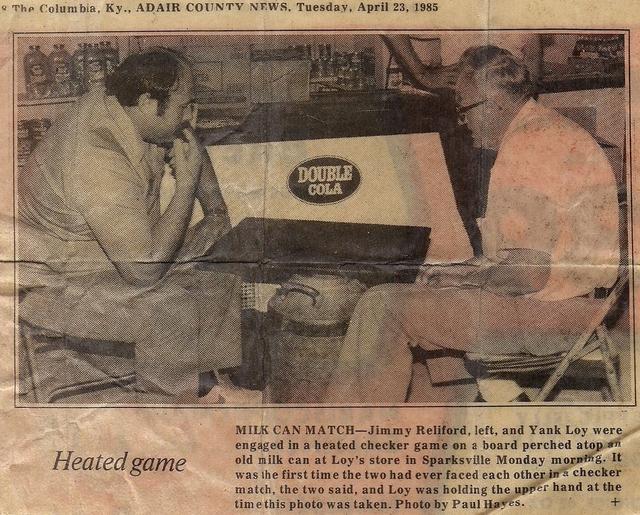 8 The Columbia, Ky., ADAIR COUNTY NEWS, Tuesday, April 23, 1985
DOUBLE
COLA
Heated game
MILK CAN MATCH—Jimmy Reliford, left, and Yank Loy were
engaged in a heated checker game on a board perched atop an
old milk can at Loy's store in Sparksville Monday morning. It
was the first time the two had ever faced each other in a checker
match, the two said, and Loy was holding the upper hand at the
time this photo was taken. Photo by Paul Hayes. +